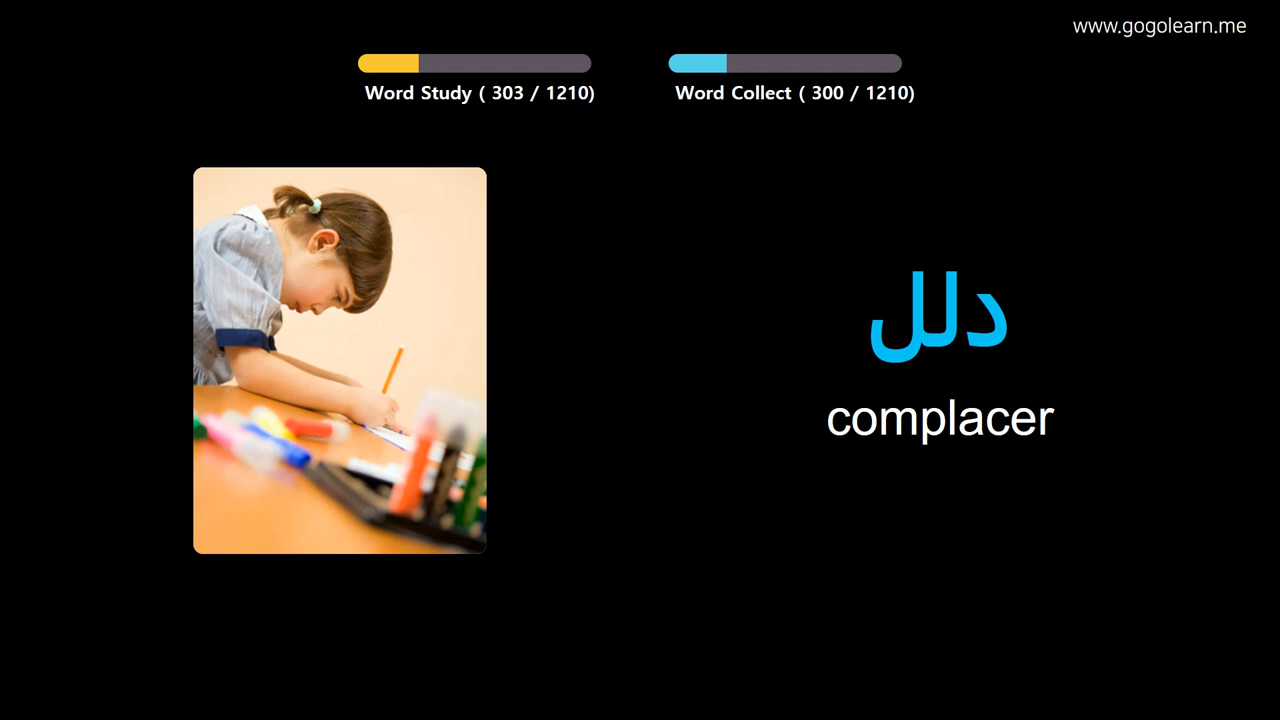 www.gogolearn.me
Word Study ( 303 / 1210)
Word Collect ( 300 / 1210)
دلل
complacer